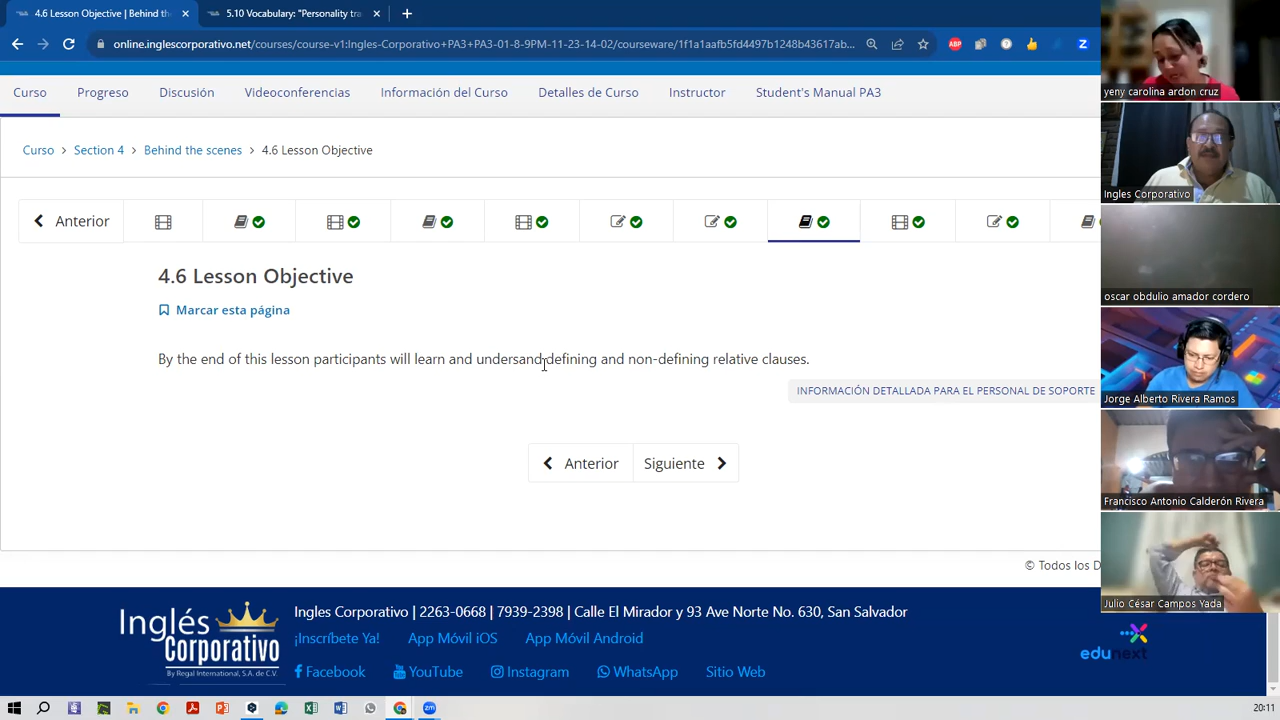 4.6 Lesson Objective | Behind th
5.10 Vocabulary: "Personality tra
online.inglescorporativo.net/courses/course-v1:Ingles-Corporativo+PA3+PA3-01-8-9PM-11-23-14-02/courseware/1f1a1aafb5fd4497b1248b43617ab...
ABP
Z
Curso
Progreso
Discusión
Videoconferencias
Información del Curso
Detalles de Curso
Instructor
Student's Manual PA3
Curso > Section 4 > Behind the scenes > 4.6 Lesson Objective
Anterior
4.6 Lesson Objective
Marcar esta página
By the end of this lesson participants will learn and undersand defining and non-defining relative clauses.
INFORMACIÓN DETALLADA PARA EL PERSONAL DE SOPORTE
Anterior
Siguiente
© Todos los D
Inglés Corporativo
By Regal International, S.A. de C.V.
Ingles Corporativo | 2263-0668 | 7939-2398 | Calle El Mirador y 93 Ave Norte No. 630, San Salvador
¡Inscríbete Ya!
App Móvil iOS
App Móvil Android
Facebook
YouTube
Instagram
WhatsApp
Sitio Web
edunext
20:11
yeny carolina ardon cruz
Ingles Corporativo
oscar obdulio amador cordero
Jorge Alberto Rivera Ramos
Francisco Antonio Calderón Rivera
Julio César Campos Yada